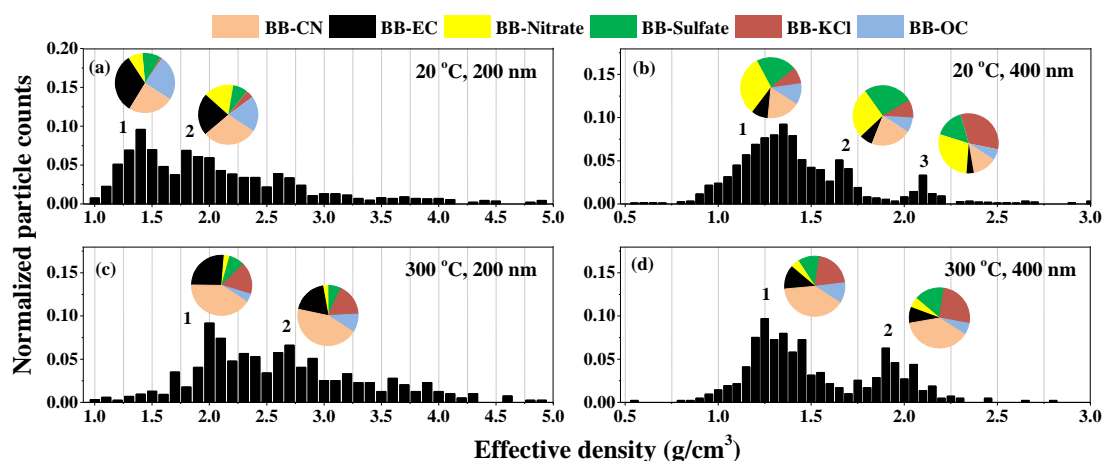 BB-CN BB-EC BB-Nitrate BB-Sulfate BB-KCl BB-OC
Normalized particle counts
0.20
0.15
0.10
0.05
0.00
(a)
20 °C, 200 nm
1
2
1.0 1.5 2.0 2.5 3.0 3.5 4.0 4.5 5.0
0.15
0.10
0.05
0.00
(b)
20 °C, 400 nm
1
2
3
0.5 1.0 1.5 2.0 2.5 3.0
0.15
0.10
0.05
0.00
(c)
300 °C, 200 nm
1
2
1.0 1.5 2.0 2.5 3.0 3.5 4.0 4.5 5.0
0.15
0.10
0.05
0.00
(d)
300 °C, 400 nm
1
2
0.5 1.0 1.5 2.0 2.5 3.0
Effective density (g/cm³)